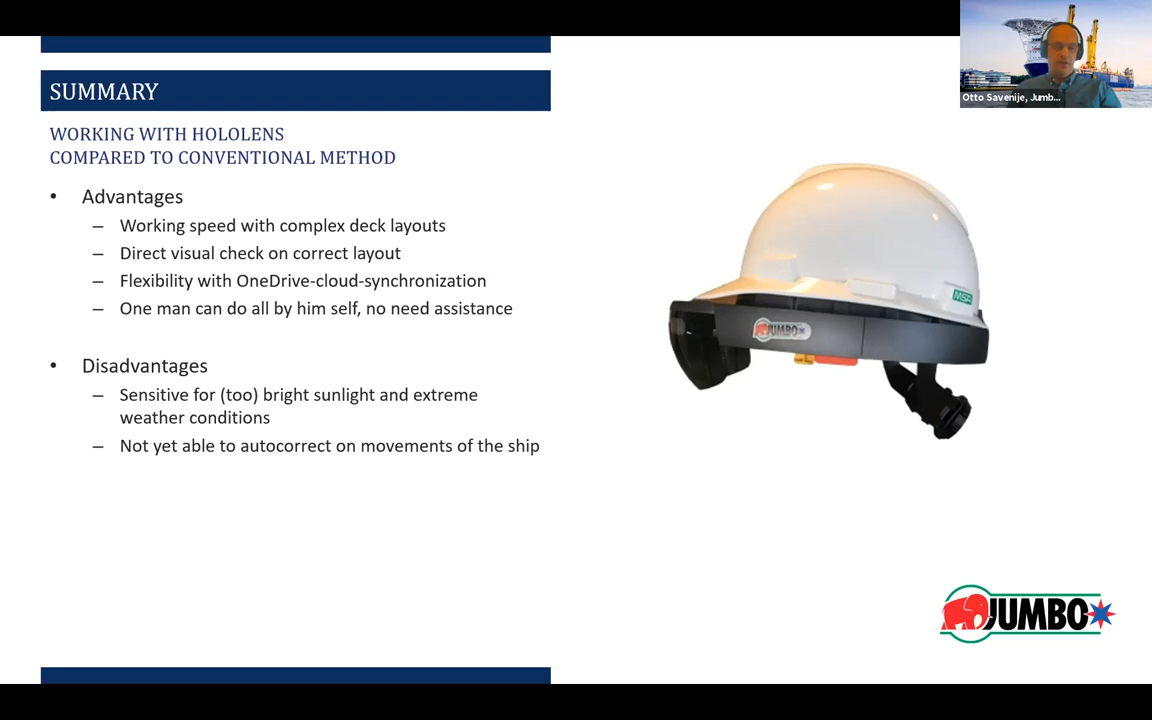 Otto Savenije, Jumb...
SUMMARY
WORKING WITH HOLOLENS
COMPARED TO CONVENTIONAL METHOD
• Advantages
– Working speed with complex deck layouts
– Direct visual check on correct layout
– Flexibility with OneDrive-cloud-synchronization
– One man can do all by him self, no need assistance
• Disadvantages
– Sensitive for (too) bright sunlight and extreme
weather conditions
– Not yet able to autocorrect on movements of the ship
MSA
JUMBO
JUMBO